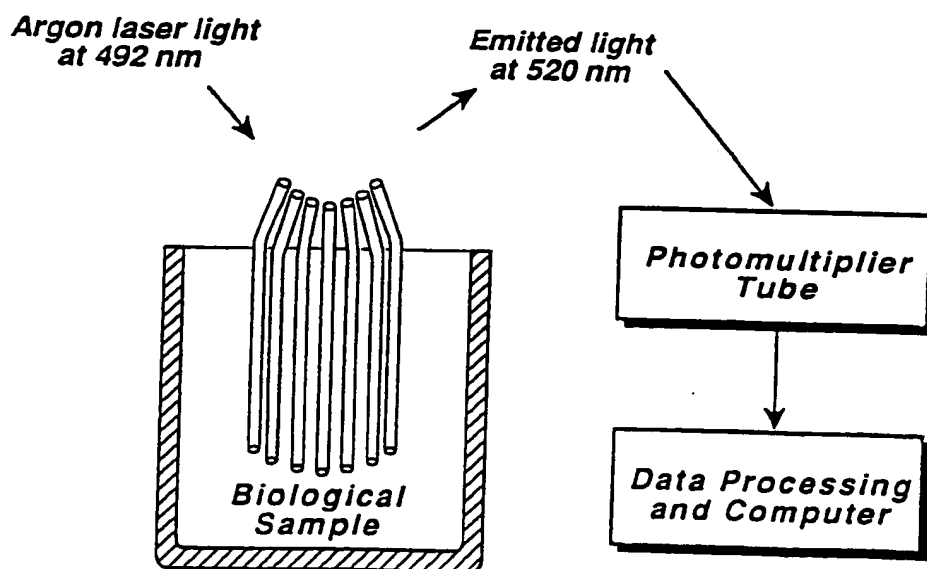 Argon laser light
at 492 nm
Emitted light
at 520 nm
Photomultiplier
Tube
Biological
Sample
Data Processing
and Computer